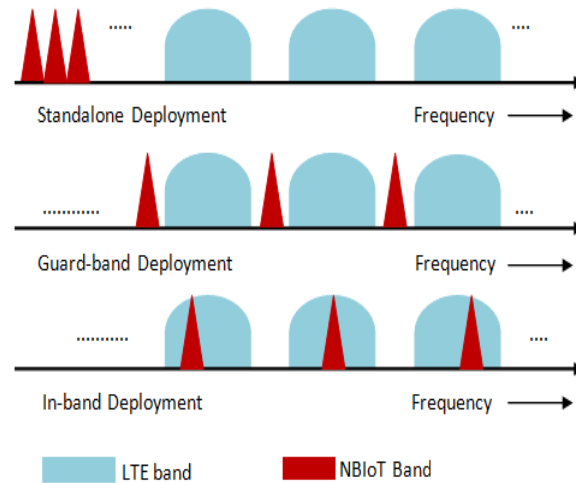 ..... ....
Standalone Deployment Frequency
........... ....
Guard-band Deployment Frequency
........... ....
In-band Deployment Frequency
LTE band NBIoT Band